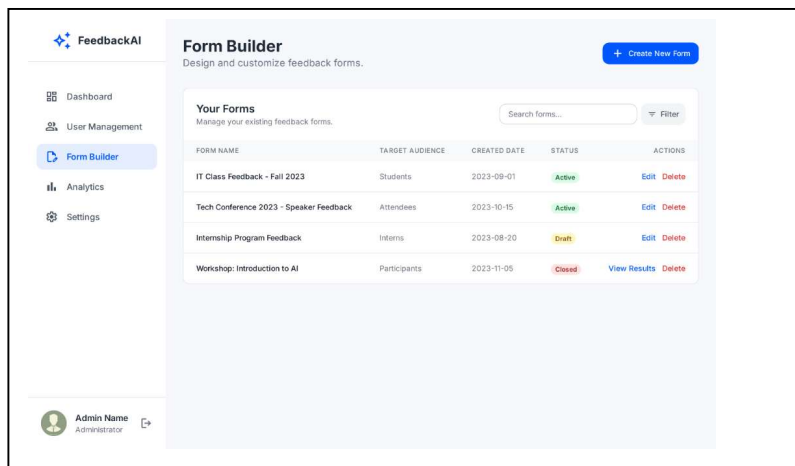 FeedbackAI
Dashboard
User Management
Form Builder
Analytics
Settings
Admin Name
Administrator
Form Builder
Design and customize feedback forms.
+ Create New Form
Your Forms
Manage your existing feedback forms.
Search forms...
Filter
FORM NAME TARGET AUDIENCE CREATED DATE STATUS ACTIONS
IT Class Feedback - Fall 2023 Students 2023-09-01 Active Edit Delete
Tech Conference 2023 - Speaker Feedback Attendees 2023-10-15 Active Edit Delete
Internship Program Feedback Interns 2023-08-20 Draft Edit Delete
Workshop: Introduction to AI Participants 2023-11-05 Closed View Results Delete